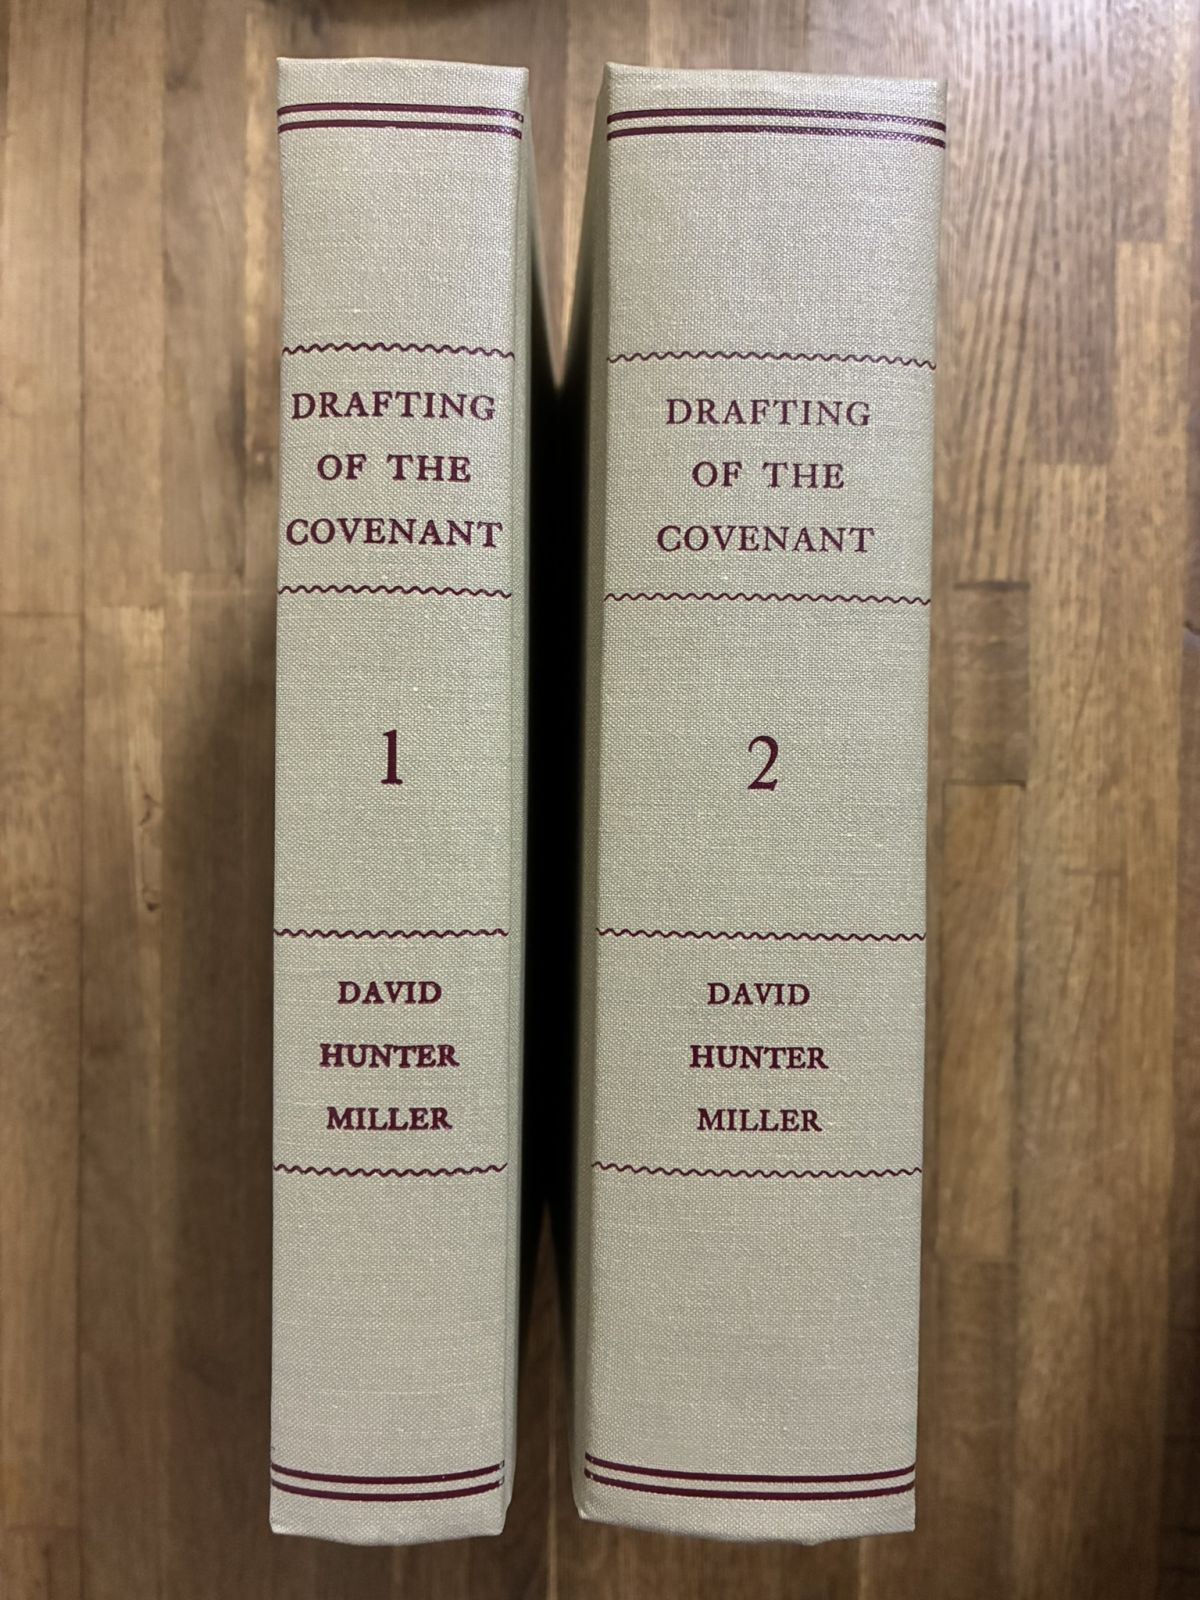 DRAFTING
OF THE
COVENANT
1
DAVID
HUNTER
MILLER
DRAFTING
OF THE
COVENANT
2
DAVID
HUNTER
MILLER